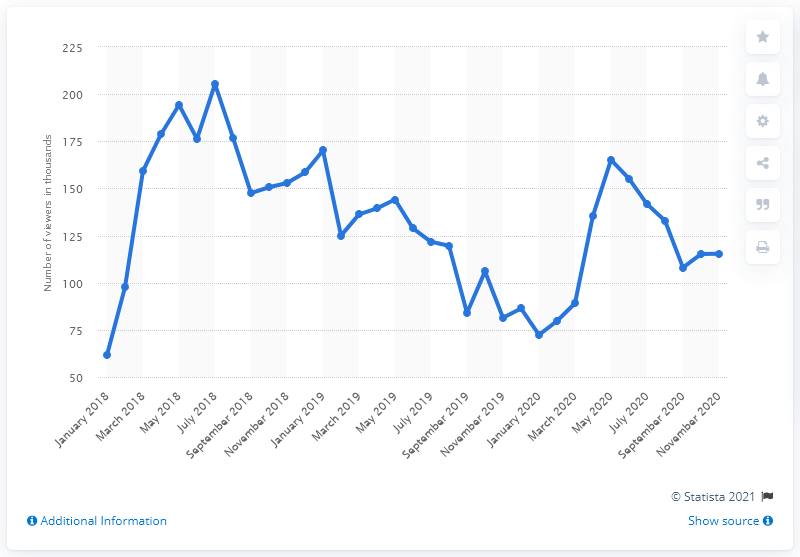 225
200
175
150
125
100
75
50
Number of viewers in thousands
January 2018
March 2018
May 2018
July 2018
September 2018
November 2018
January 2019
March 2019
May 2019
July 2019
September 2019
November 2019
January 2020
March 2020
May 2020
July 2020
September 2020
November 2020
© Statista 2021
Additional Information
Show source